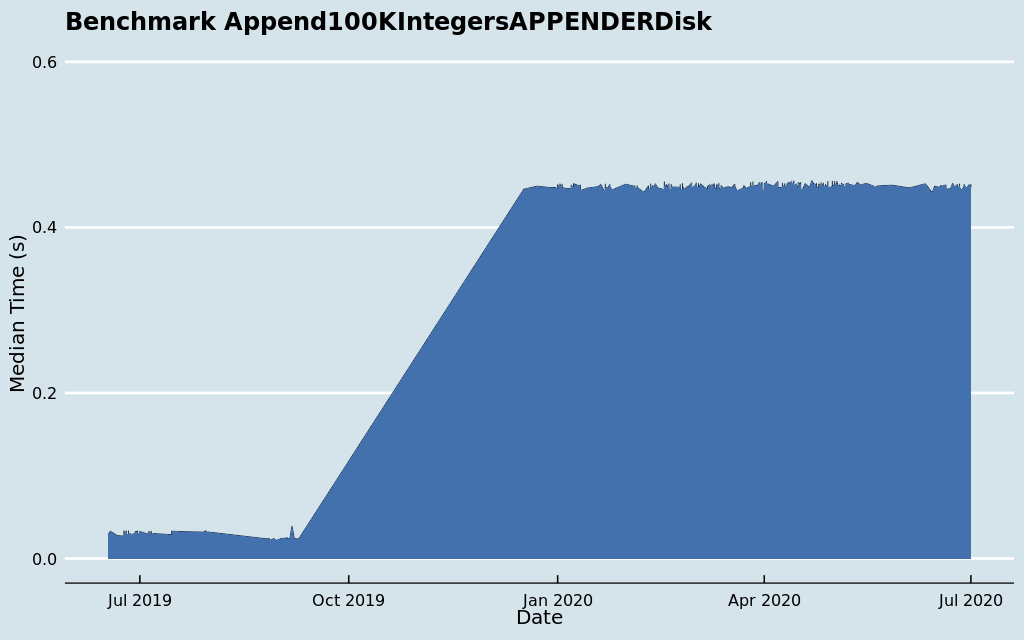 Benchmark Append100KIntegersAPPENDERDisk
Median Time (s)
0.6
0.4
0.2
0.0
Jul 2019 Oct 2019 Jan 2020 Apr 2020 Jul 2020
Date